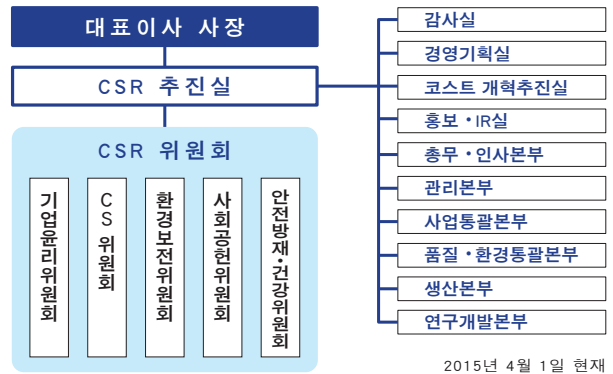 대표이사 사장
CSR 추진실
CSR 위원회
기업윤리위원회
CS 위원회
환경보전위원회
사회공헌위원회
안전방재·건강위원회
감사실
경영기획실
코스트 개혁추진실
홍보·IR실
총무·인사본부
관리본부
사업통괄본부
품질·환경통괄본부
생산본부
연구개발본부
2015년 4월 1일 현재